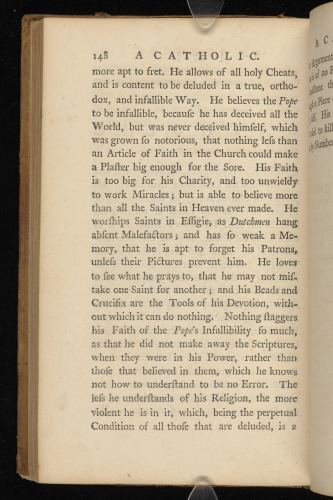 148 A CATHOLIC.
more apt to fret. He allows of all holy Cheats,
and is content to be deluded in a true, ortho-
dox, and infallible Way. He believes the Pope
to be infallible, becauſe he has deceived all the
World, but was never deceived himſelf, which
was grown ſo notorious, that nothing leſs than
an Article of Faith in the Church could make
a Plaſter big enough for the Sore. His Faith
is too big for his Charity, and too unwieldy
to work Miracles; but is able to believe more
than all the Saints in Heaven ever made. He
worſhips Saints in Effigie, as Dutchmen hang
abſent Malefactors; and has ſo weak a Me-
mory, that he is apt to forget his Patrons,
unleſs their Pictures prevent him. He loves
to ſee what he prays to, that he may not miſ-
take one Saint for another; and his Beads and
Crucifix are the Tools of his Devotion, with-
out which it can do nothing. Nothing ſtaggers
his Faith of the Pope's Infallibility ſo much,
as that he did not make away the Scriptures,
when they were in his Power, rather than
thoſe that believed in them, which he knows
not how to underſtand to be no Error. The
leſs he underſtands of his Religion, the more
violent he is in it, which, being the perpetual
Condition of all thoſe that are deluded, is a
A C A